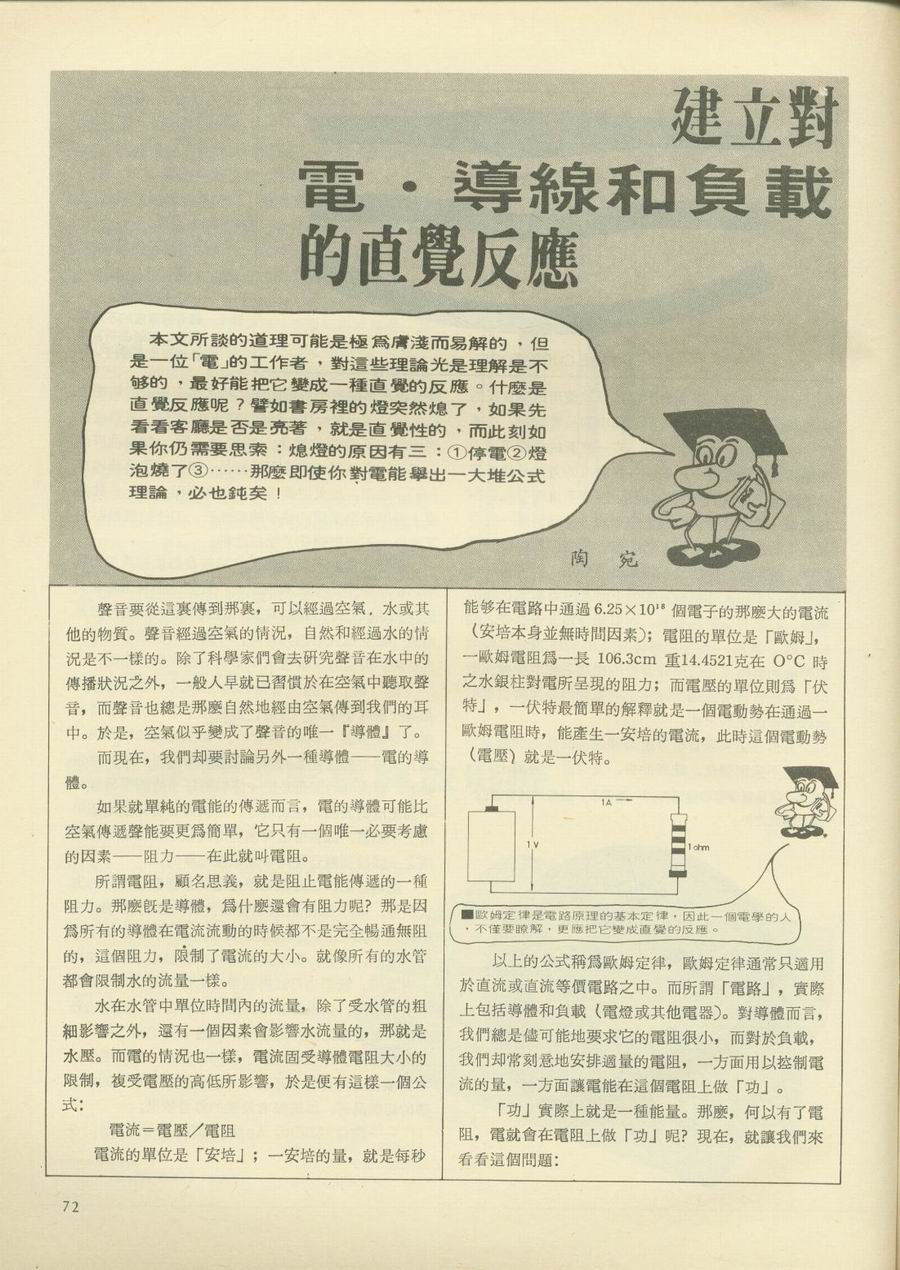 建立對
電·導線和負載
的直覺反應
本文所談的道理可能是極爲膚淺而易解的，但
是一位「電」的工作者，對這些理論光是理解是不
够的，最好能把它變成一種直覺的反應。什麼是
直覺反應呢？譬如書房裡的燈突然熄了，如果先
看看客廳是否是亮著，就是直覺性的，而此刻如
果你仍需要思索：熄燈的原因有三：①停電②燈
泡燒了③……那麼即使你對電能舉出一大堆公式
理論，必也鈍矣！
陶 宛
聲音要從這裏傳到那裏，可以經過空氣．水或其
他的物質。聲音經過空氣的情況，自然和經過水的情
況是不一樣的。除了科學家們會去研究聲音在水中的
傳播狀況之外，一般人早就已習慣於在空氣中聽取聲
音，而聲音也總是那麽自然地經由空氣傳到我們的耳
中。於是，空氣似乎變成了聲音的唯一『導體』了。
而現在，我們却要討論另外一種導體——電的導
體。
如果就單純的電能的傳遞而言，電的導體可能比
空氣傳遞聲能要更爲簡單，它只有一個唯一必要考慮
的因素——阻力——在此就叫電阻。
所謂電阻，顧名思義，就是阻止電能傳遞的一種
阻力。那麽旣是導體，爲什麽還會有阻力呢？那是因
爲所有的導體在電流流動的時候都不是完全暢通無阻
的，這個阻力，限制了電流的大小。就像所有的水管
都會限制水的流量一樣。
水在水管中單位時間內的流量，除了受水管的粗
細影響之外，還有一個因素會影響水流量的，那就是
水壓。而電的情況也一樣，電流固受導體電阻大小的
限制，複受電壓的高低所影響，於是便有這樣一個公
式：
電流＝電壓／電阻
電流的單位是「安培」；一安培的量，就是每秒
能够在電路中通過 6.25×10¹⁸ 個電子的那麽大的電流
（安培本身並無時間因素）；電阻的單位是「歐姆」，
一歐姆電阻爲一長 106.3cm 重14.4521克在 O°C 時
之水銀柱對電所呈現的阻力；而電壓的單位則爲「伏
特」，一伏特最簡單的解釋就是一個電動勢在通過一
歐姆電阻時，能產生一安培的電流，此時這個電動勢
（電壓）就是一伏特。
1A
1V
1ohm
■歐姆定律是電路原理的基本定律，因此一個電學的人
，不僅要瞭解，更應把它變成直覺的反應。
以上的公式稱爲歐姆定律，歐姆定律通常只適用
於直流或直流等價電路之中。而所謂「電路」，實際
上包括導體和負載（電燈或其他電器）。對導體而言，
我們總是儘可能地要求它的電阻很小，而對於負載，
我們却常刻意地安排適量的電阻，一方面用以控制電
流的量，一方面讓電能在這個電阻上做「功」。
「功」實際上就是一種能量。那麽，何以有了電
阻，電就會在電阻上做「功」呢？現在，就讓我們來
看看這個問題：
72